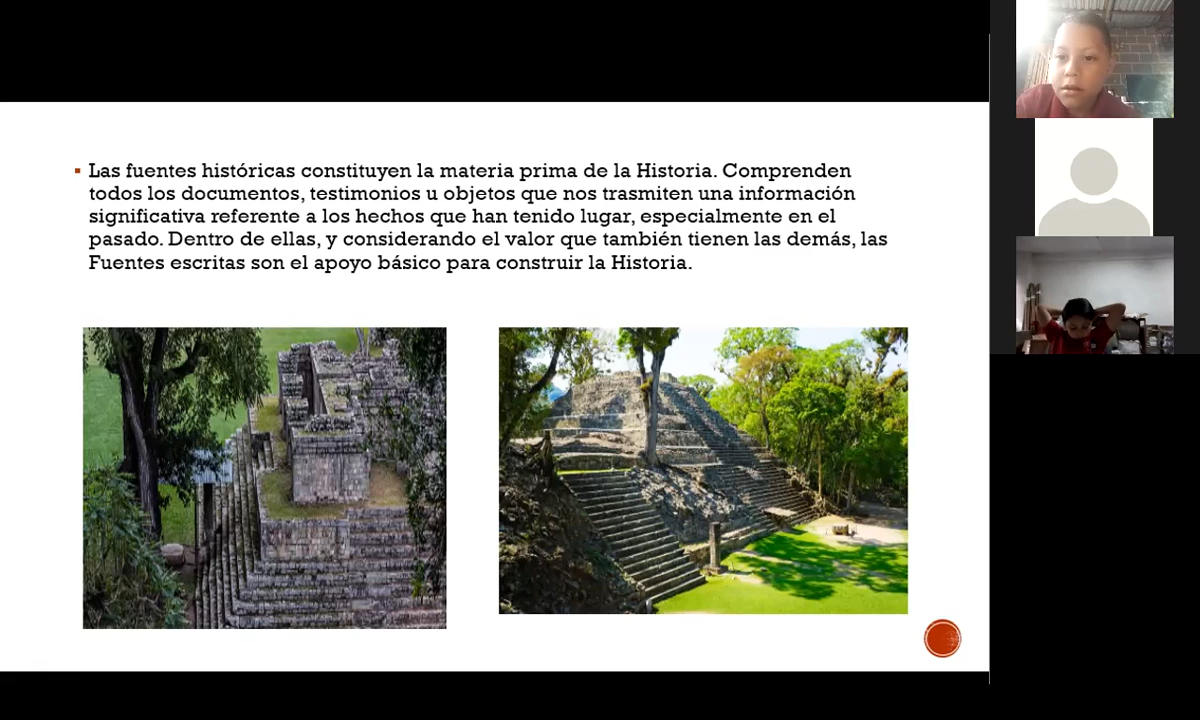 Las fuentes históricas constituyen la materia prima de la Historia. Comprenden
todos los documentos, testimonios u objetos que nos trasmiten una información
significativa referente a los hechos que han tenido lugar, especialmente en el
pasado. Dentro de ellas, y considerando el valor que también tienen las demás, las
Fuentes escritas son el apoyo básico para construir la Historia.